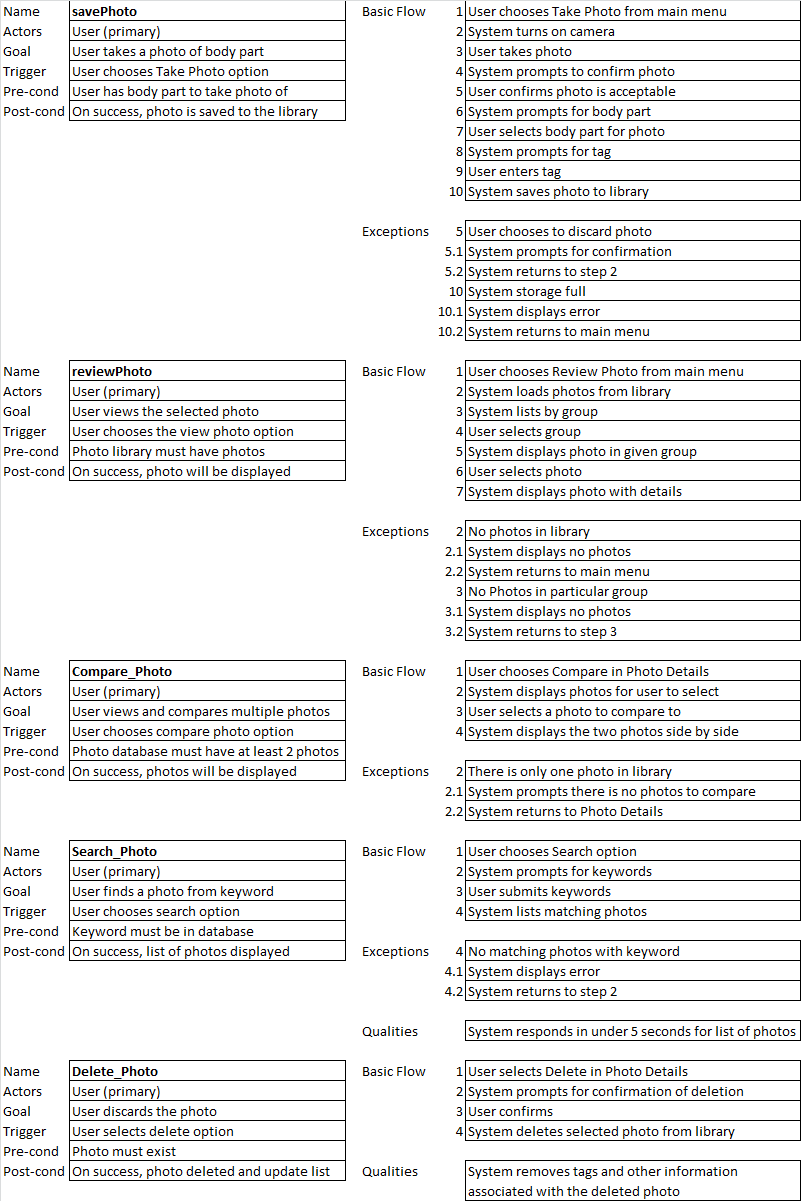 Name savePhoto Basic Flow 1 User chooses Take Photo from main menu
Actors User (primary) 2 System turns on camera
Goal User takes a photo of body part 3 User takes photo
Trigger User chooses Take Photo option 4 System prompts to confirm photo
Pre-cond User has body part to take photo of 5 User confirms photo is acceptable
Post-cond On success, photo is saved to the library 6 System prompts for body part
7 User selects body part for photo
8 System prompts for tag
9 User enters tag
10 System saves photo to library
Exceptions 5 User chooses to discard photo
5.1 System prompts for confirmation
5.2 System returns to step 2
10 System storage full
10.1 System displays error
10.2 System returns to main menu
Name reviewPhoto Basic Flow 1 User chooses Review Photo from main menu
Actors User (primary) 2 System loads photos from library
Goal User views the selected photo 3 System lists by group
Trigger User chooses the view photo option 4 User selects group
Pre-cond Photo library must have photos 5 System displays photo in given group
Post-cond On success, photo will be displayed 6 User selects photo
7 System displays photo with details
Exceptions 2 No photos in library
2.1 System displays no photos
2.2 System returns to main menu
3 No Photos in particular group
3.1 System displays no photos
3.2 System returns to step 3
Name Compare_Photo Basic Flow 1 User chooses Compare in Photo Details
Actors User (primary) 2 System displays photos for user to select
Goal User views and compares multiple photos 3 User selects a photo to compare to
Trigger User chooses compare photo option 4 System displays the two photos side by side
Pre-cond Photo database must have at least 2 photos
Post-cond On success, photos will be displayed Exceptions 2 There is only one photo in library
2.1 System prompts there is no photos to compare
2.2 System returns to Photo Details
Name Search_Photo Basic Flow 1 User chooses Search option
Actors User (primary) 2 System prompts for keywords
Goal User finds a photo from keyword 3 User submits keywords
Trigger User chooses search option 4 System lists matching photos
Pre-cond Keyword must be in database
Post-cond On success, list of photos displayed Exceptions 4 No matching photos with keyword
4.1 System displays error
4.2 System returns to step 2
Qualities System responds in under 5 seconds for list of photos
Name Delete_Photo Basic Flow 1 User selects Delete in Photo Details
Actors User (primary) 2 System prompts for confirmation of deletion
Goal User discards the photo 3 User confirms
Trigger User selects delete option 4 System deletes selected photo from library
Pre-cond Photo must exist
Post-cond On success, photo deleted and update list Qualities System removes tags and other information
associated with the deleted photo